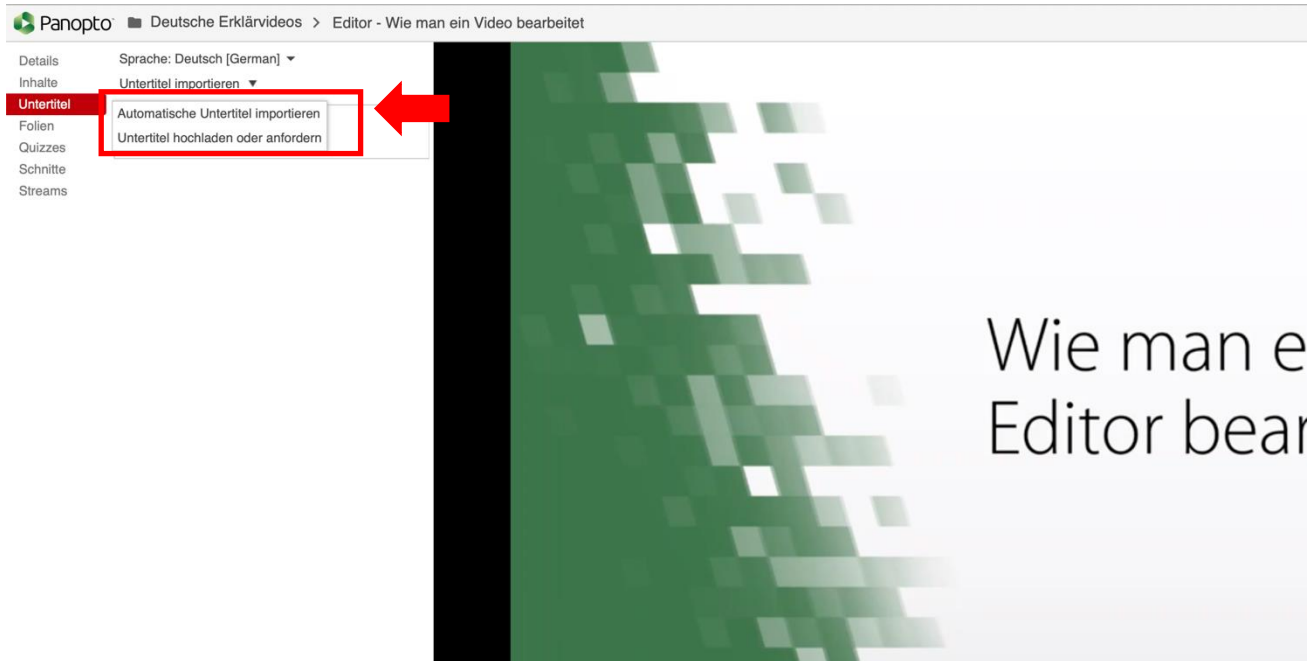 Panopto Deutsche Erklärvideos > Editor - Wie man ein Video bearbeitet
Details
Inhalte
Untertitel
Folien
Quizzes
Schnitte
Streams
Sprache: Deutsch [German]
Untertitel importieren
Automatische Untertitel importieren
Untertitel hochladen oder anfordern
Wie man e
Editor bear